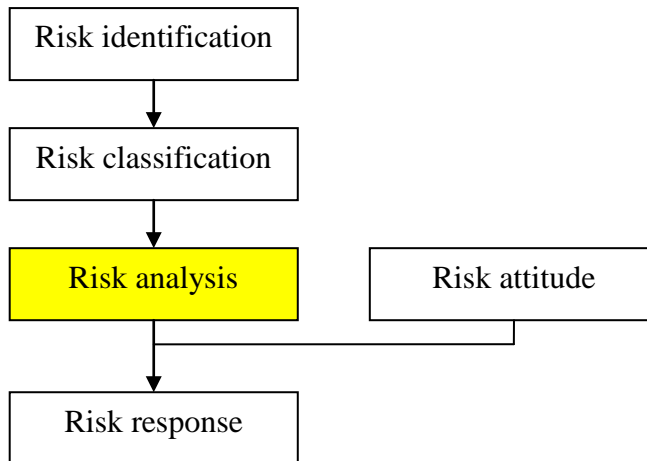 Risk identification
Risk classification
Risk analysis
Risk attitude
Risk response